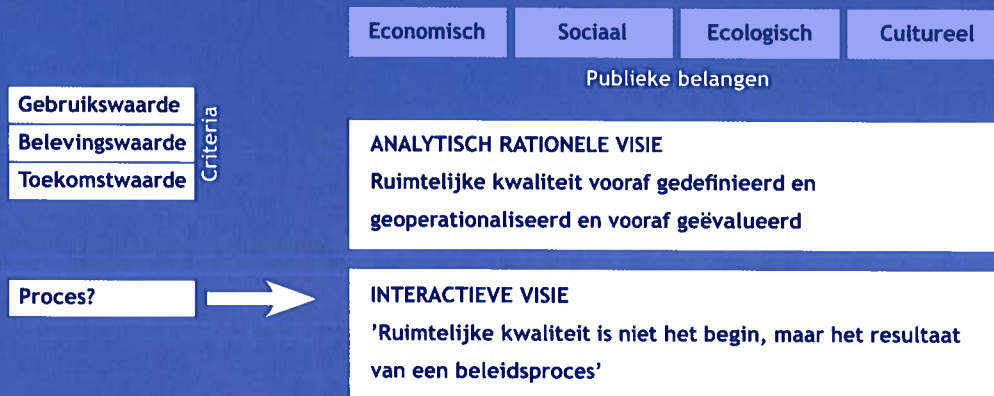 Economisch Sociaal Ecologisch Cultureel
Publieke belangen
Gebruikswaarde
Belevingswaarde
Toekomstwaarde
Criteria
ANALYTISCH RATIONELE VISIE
Ruimtelijke kwaliteit vooraf gedefinieerd en
geoperationaliseerd en vooraf geëvalueerd
Proces?
INTERACTIEVE VISIE
’Ruimtelijke kwaliteit is niet het begin, maar het resultaat
van een beleidsproces’